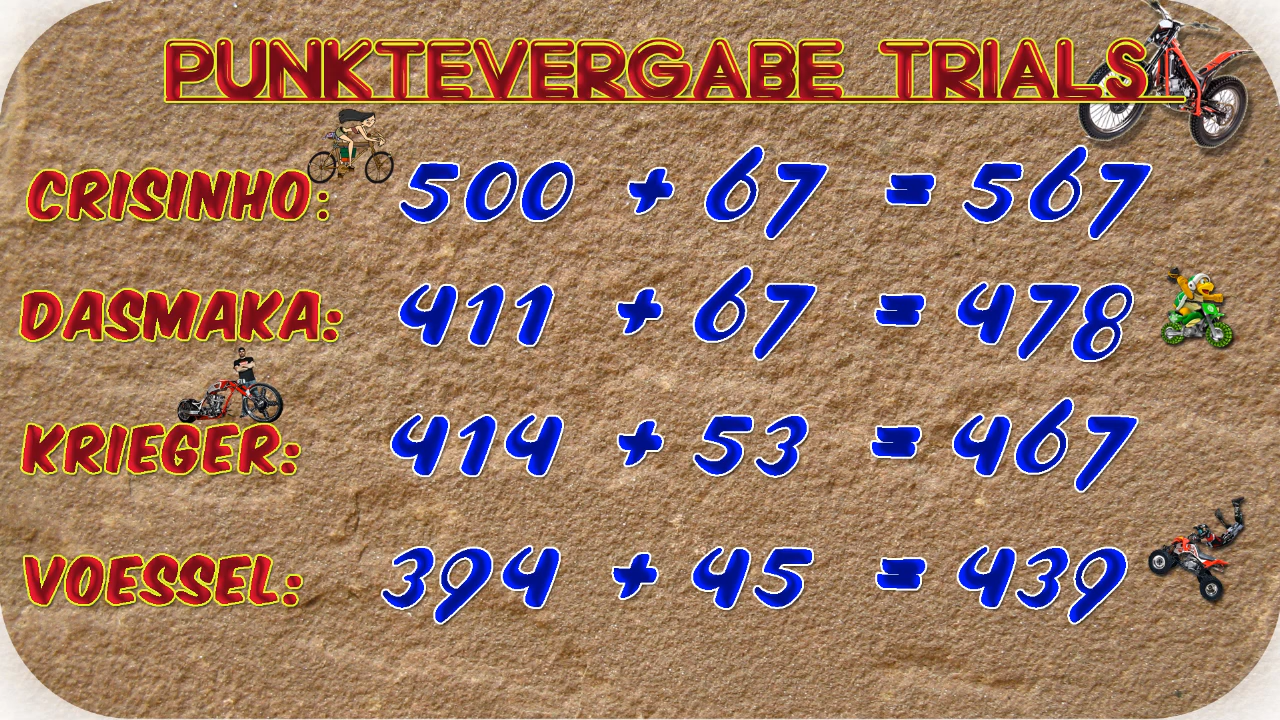 PUNKTEVERGABE TRIALS
CRISINHO: 500 + 67 = 567
DASMAKA: 411 + 67 = 478
KRIEGER: 414 + 53 = 467
VOESSEL: 394 + 45 = 439